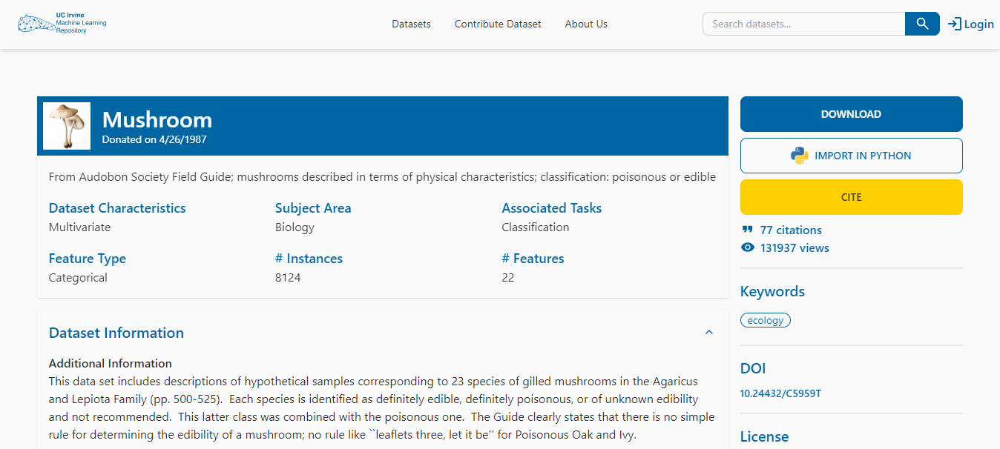 UC Irvine
Machine Learning
Repository
Datasets
Contribute Dataset
About Us
Search datasets...
Login
Mushroom
Donated on 4/26/1987
From Audobon Society Field Guide; mushrooms described in terms of physical characteristics; classification: poisonous or edible
Dataset Characteristics
Multivariate
Subject Area
Biology
Associated Tasks
Classification
Feature Type
Categorical
# Instances
8124
# Features
22
Dataset Information
Additional Information
This data set includes descriptions of hypothetical samples corresponding to 23 species of gilled mushrooms in the Agaricus
and Lepiota Family (pp. 500-525).  Each species is identified as definitely edible, definitely poisonous, or of unknown edibility
and not recommended.  This latter class was combined with the poisonous one.  The Guide clearly states that there is no simple
rule for determining the edibility of a mushroom; no rule like ``leaflets three, let it be'' for Poisonous Oak and Ivy.
DOWNLOAD
IMPORT IN PYTHON
CITE
77 citations
131937 views
Keywords
ecology
DOI
10.24432/C5959T
License